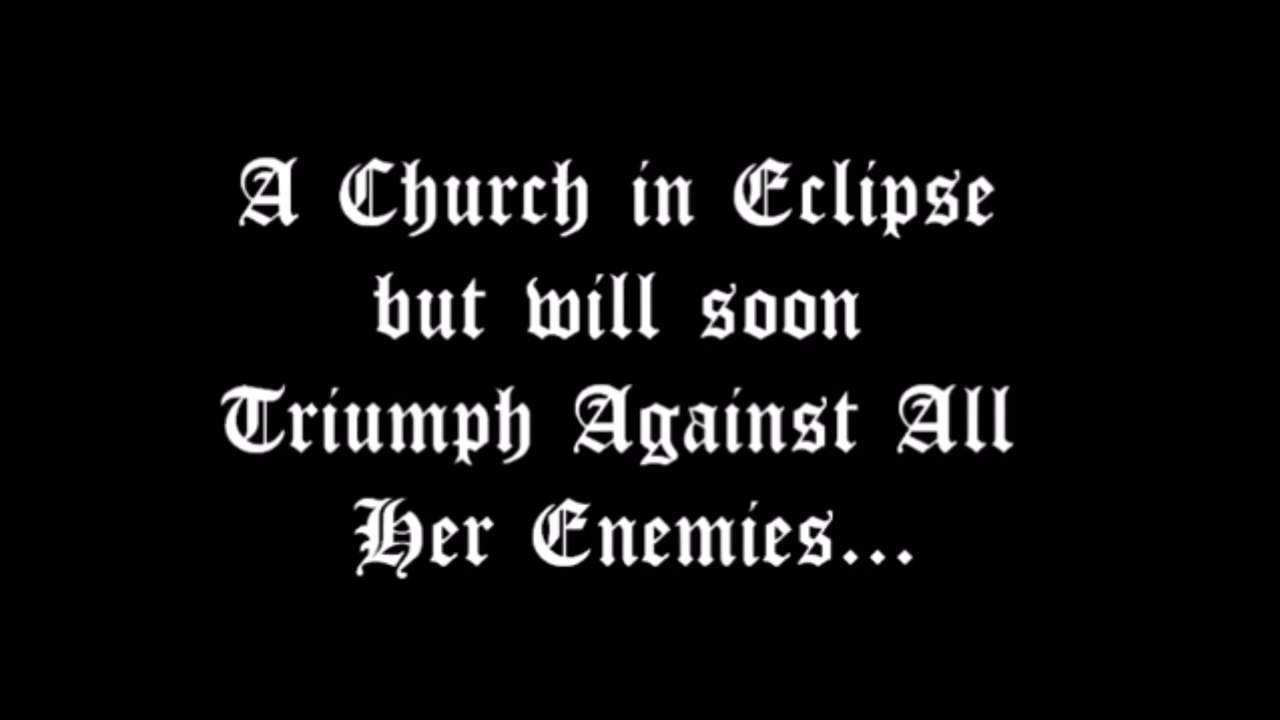 A Church in Eclipse
but will soon
Triumph Against All
Her Enemies...